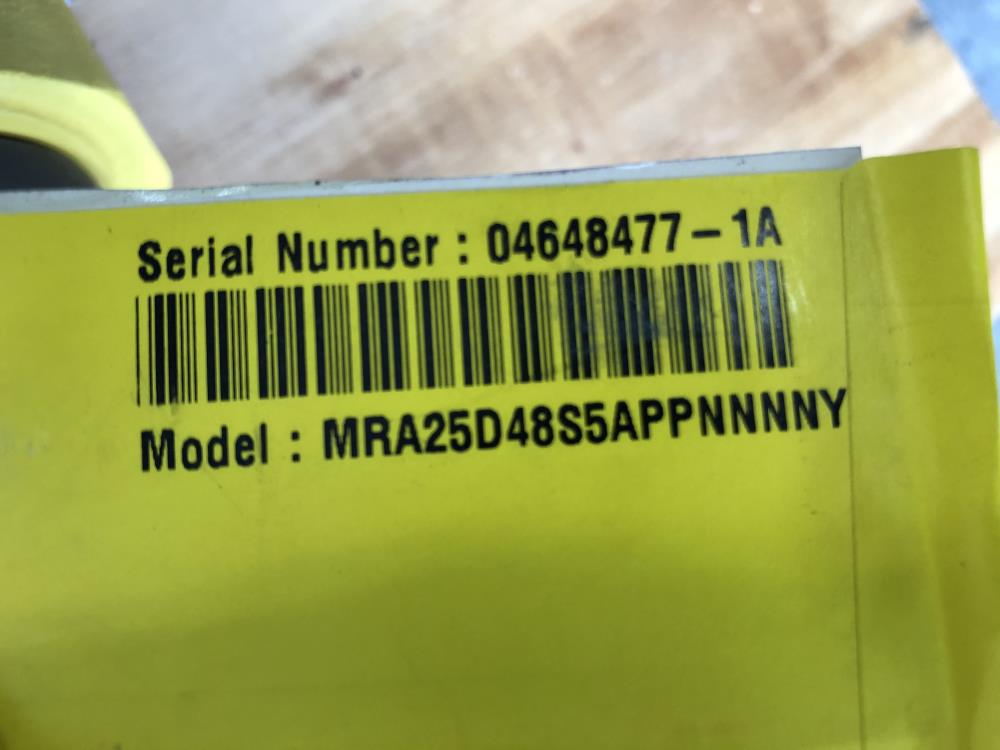 Serial Number : 04648477-1A
Model : MRA25D48S5APPNNNNY